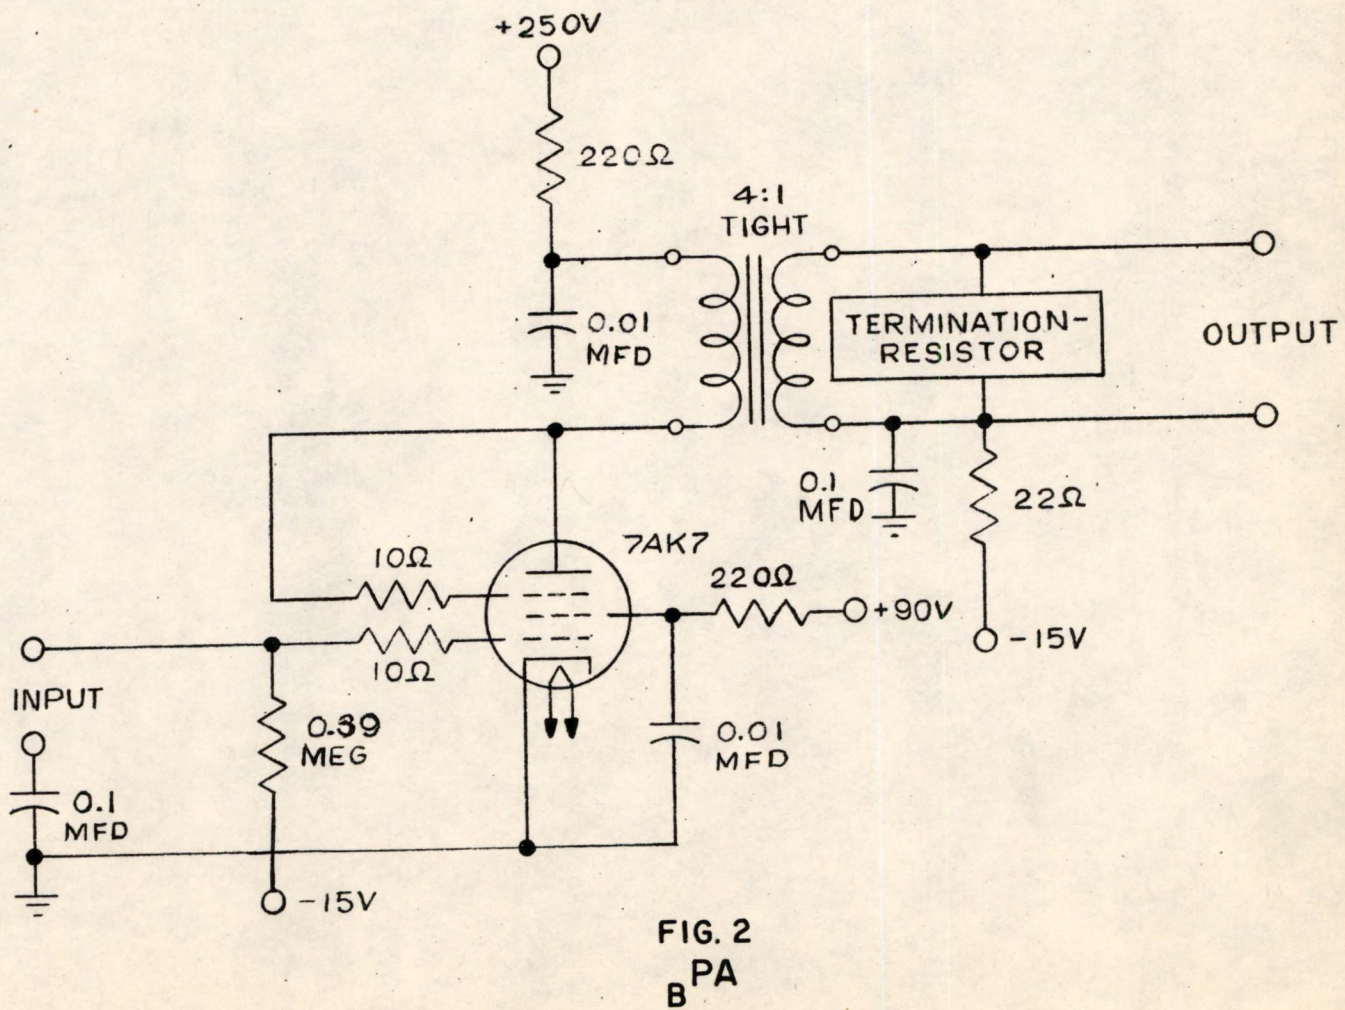 +250V
220Ω
4:1
TIGHT
0.01
MFD
TERMINATION-
RESISTOR
OUTPUT
0.1
MFD
22Ω
-15V
7AK7
10Ω
220Ω
+90V
10Ω
INPUT
0.39
MEG
0.01
MFD
0.1
MFD
-15V
FIG. 2
BPA